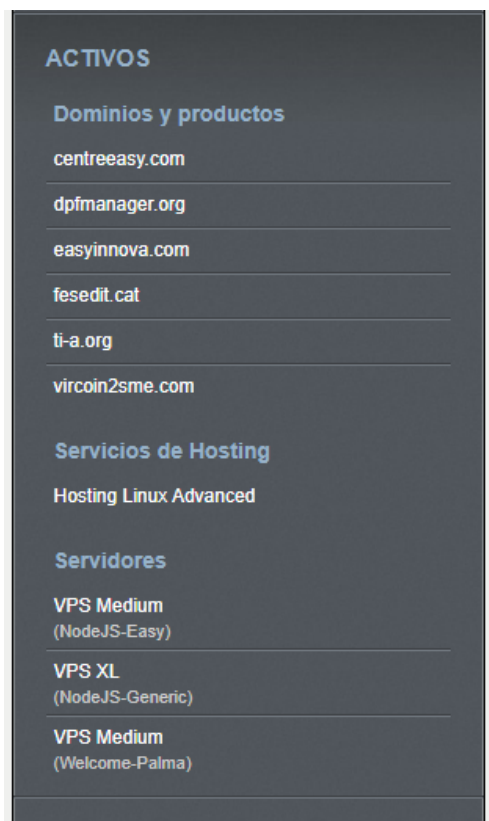 ACTIVOS
Dominios y productos
centreeasy.com
dpfmanager.org
easyinnova.com
fesedit.cat
ti-a.org
vircoin2sme.com
Servicios de Hosting
Hosting Linux Advanced
Servidores
VPS Medium
(NodeJS-Easy)
VPS XL
(NodeJS-Generic)
VPS Medium
(Welcome-Palma)